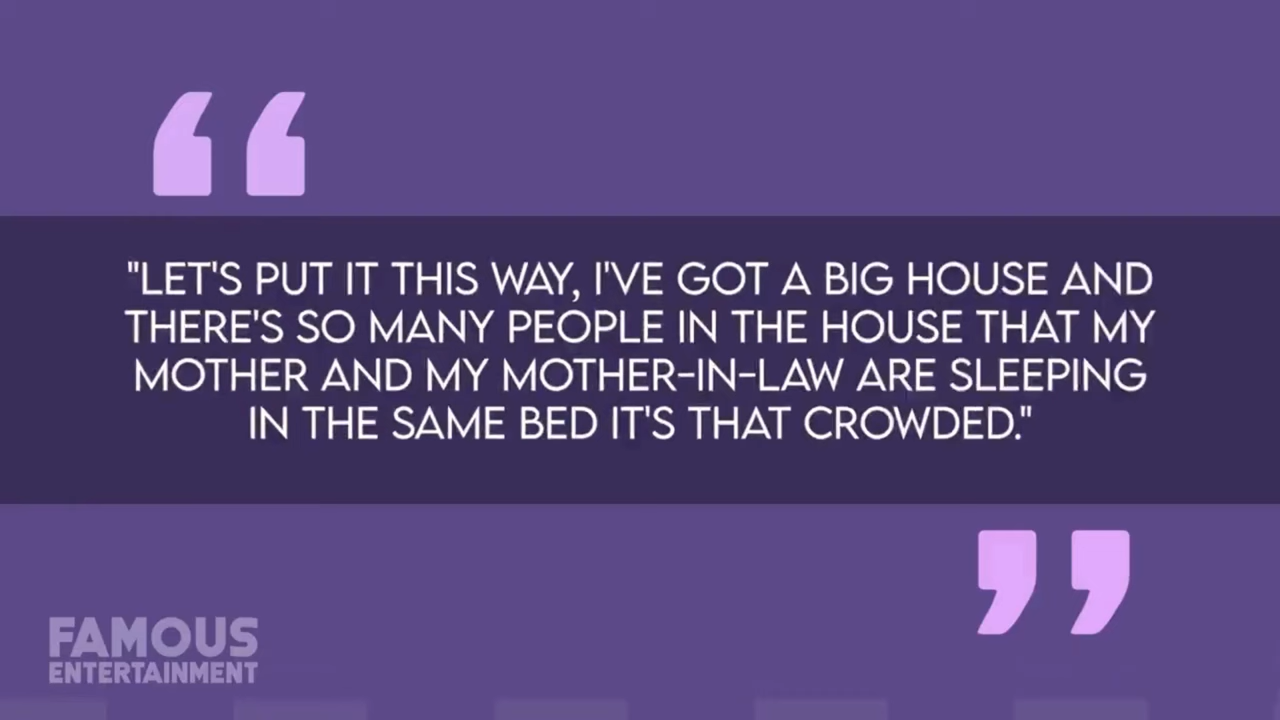 "LET'S PUT IT THIS WAY, I'VE GOT A BIG HOUSE AND
THERE'S SO MANY PEOPLE IN THE HOUSE THAT MY
MOTHER AND MY MOTHER-IN-LAW ARE SLEEPING
IN THE SAME BED IT'S THAT CROWDED."
FAMOUS
ENTERTAINMENT